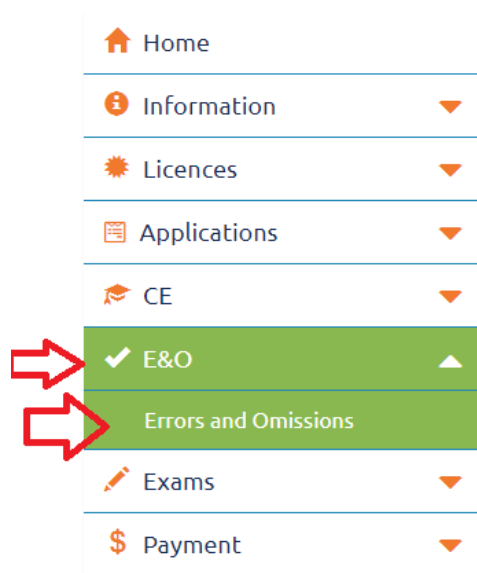 Home
Information
Licences
Applications
CE
E&O
Errors and Omissions
Exams
$ Payment